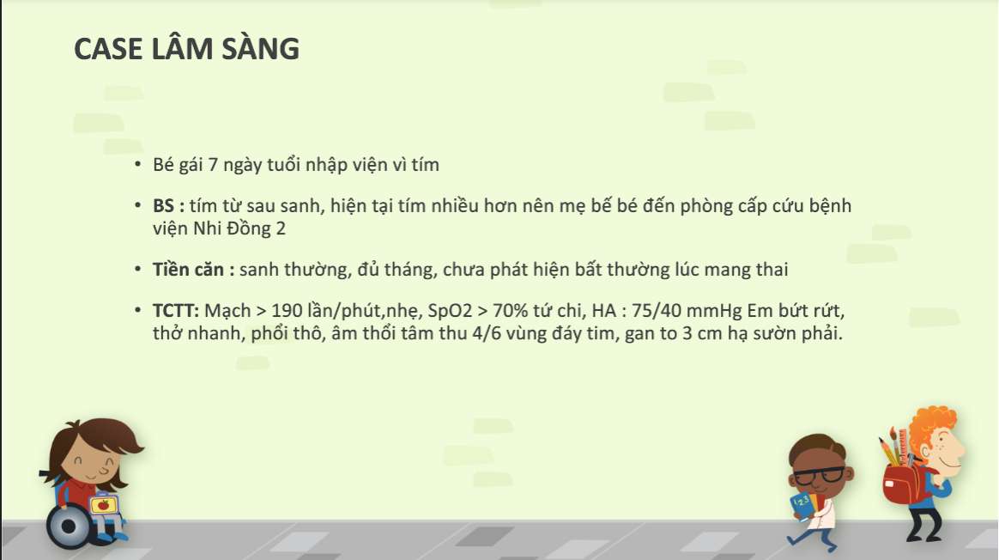 CASE LÂM SÀNG
• Bé gái 7 ngày tuổi nhập viện vì tím
• BS : tím từ sau sanh, hiện tại tím nhiều hơn nên mẹ bế bé đến phòng cấp cứu bệnh
viện Nhi Đồng 2
• Tiền căn : sanh thường, đủ tháng, chưa phát hiện bất thường lúc mang thai
• TCTT: Mạch > 190 lần/phút,nhẹ, SpO2 > 70% tứ chi, HA : 75/40 mmHg Em bứt rứt,
thở nhanh, phổi thô, âm thổi tâm thu 4/6 vùng đáy tim, gan to 3 cm hạ sườn phải.
1 2 3